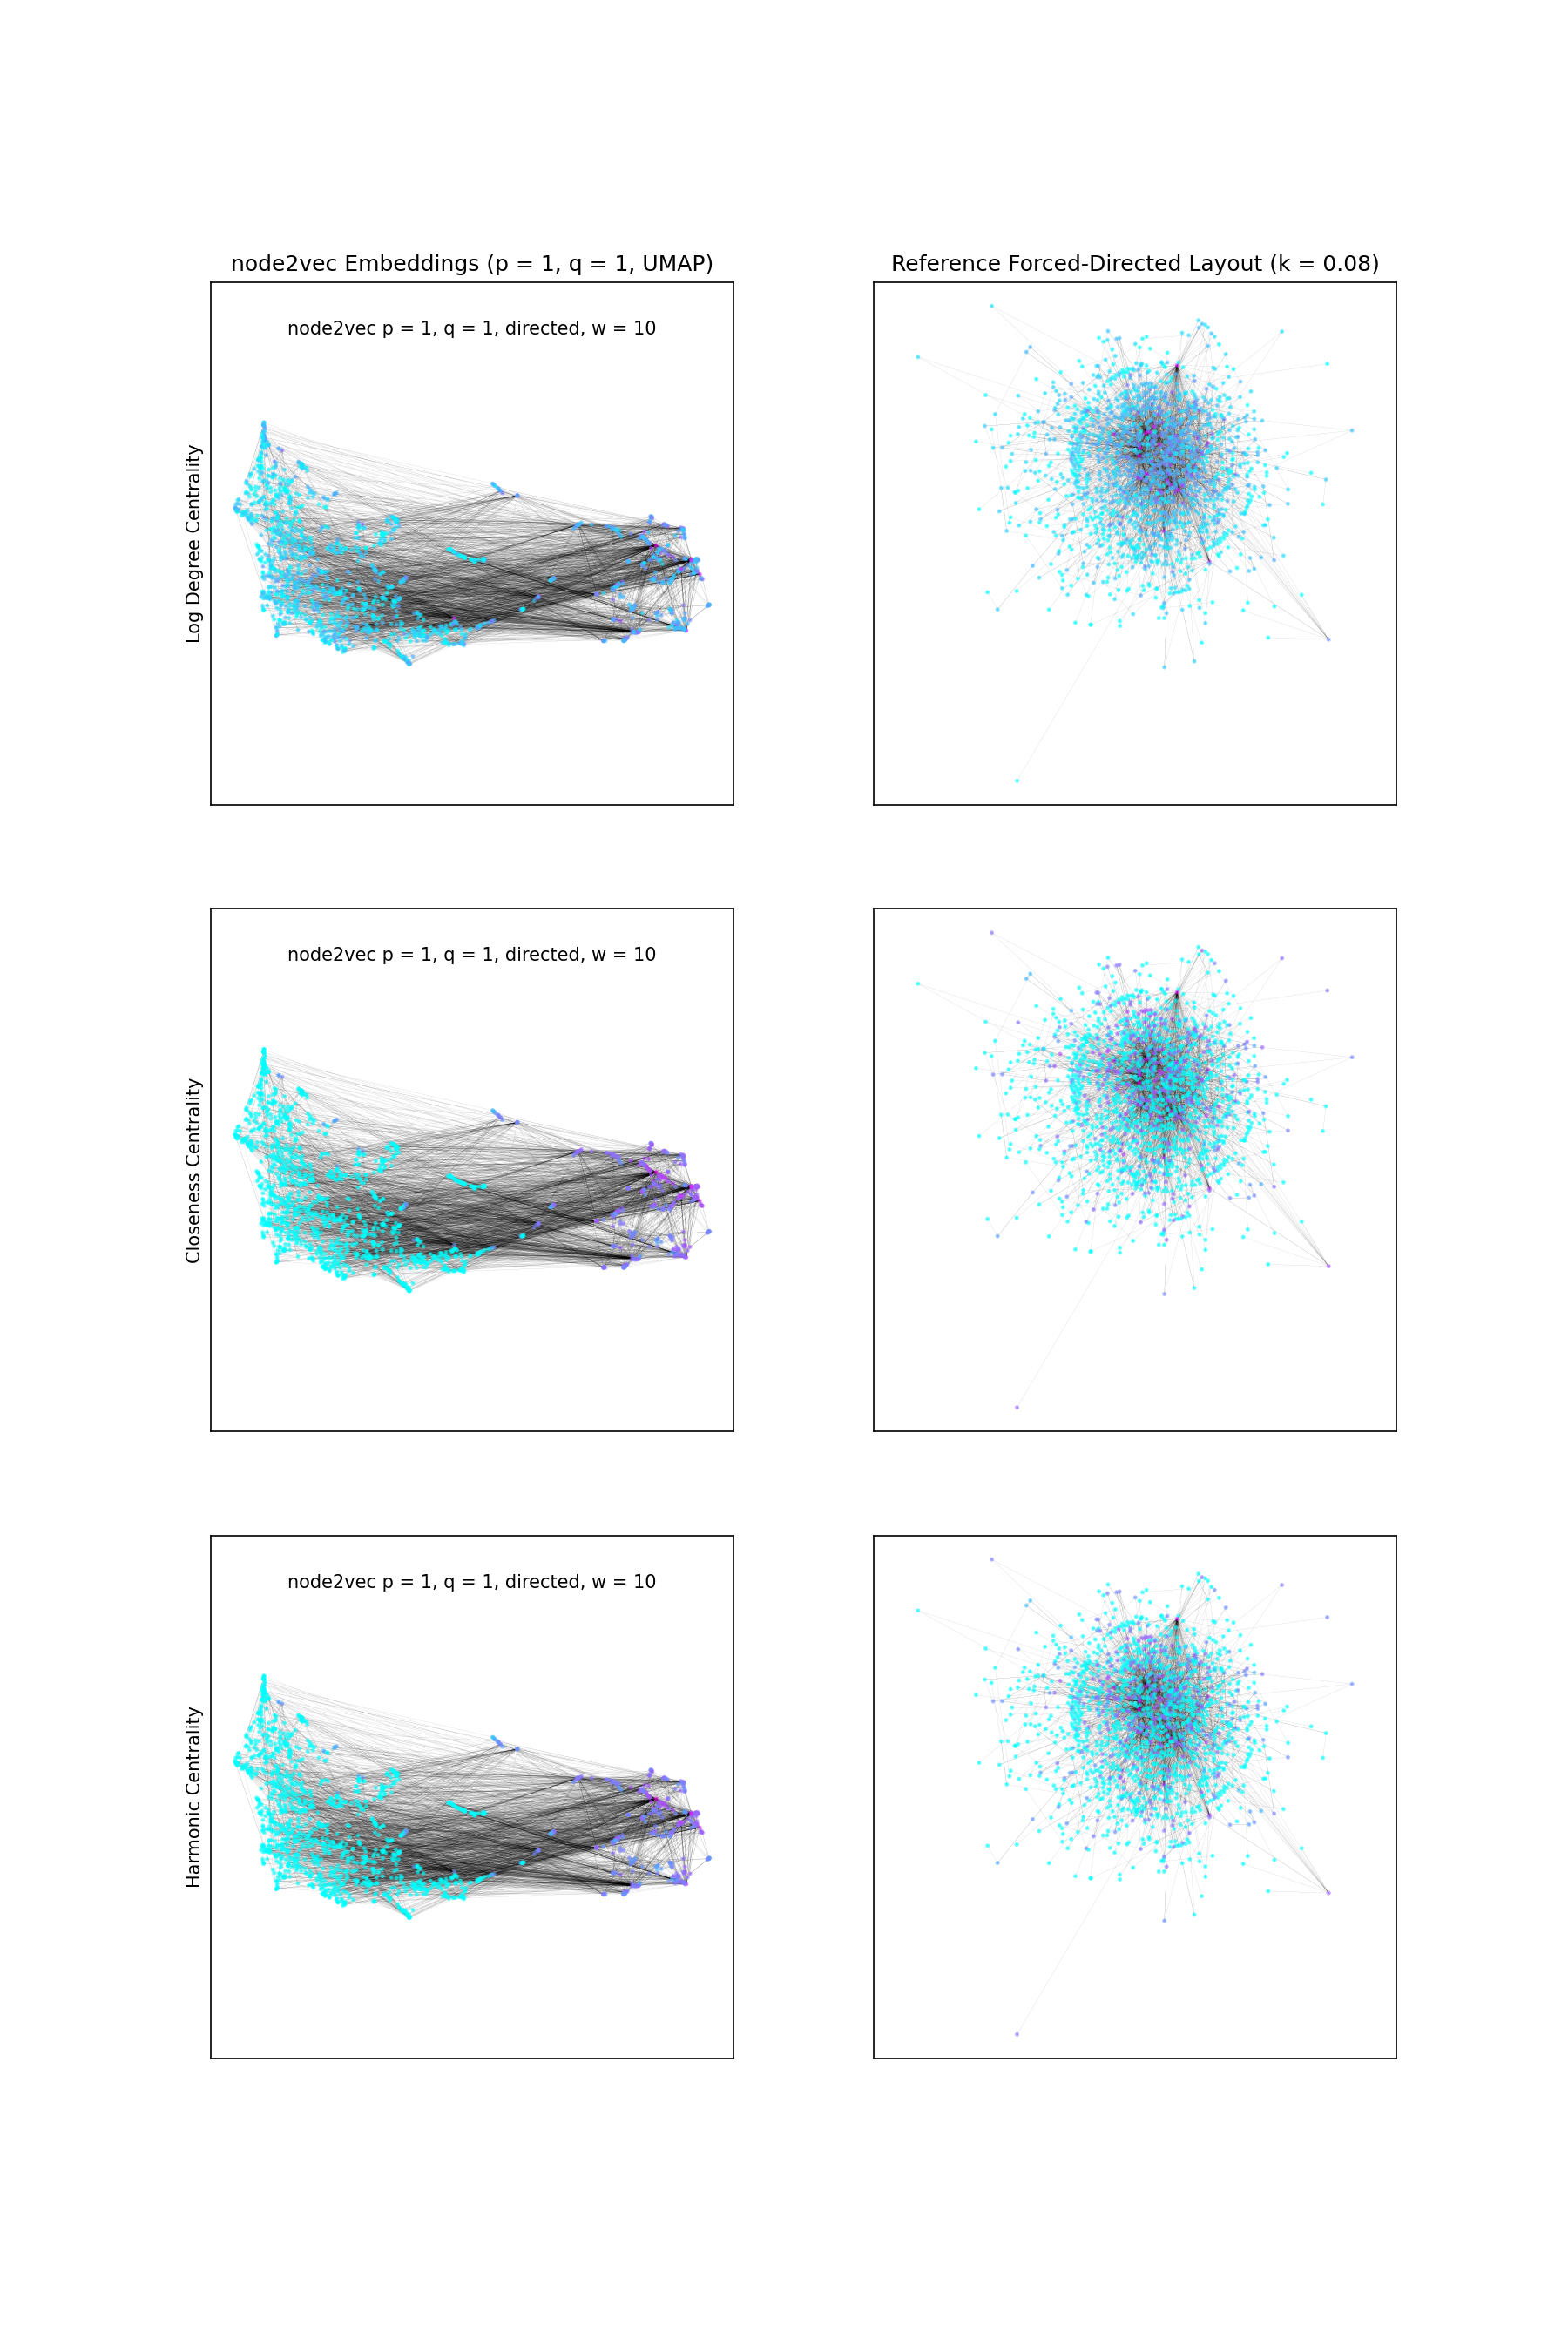 node2vec Embeddings (p = 1, q = 1, UMAP)
Reference Forced-Directed Layout (k = 0.08)
node2vec p = 1, q = 1, directed, w = 10
Log Degree Centrality
node2vec p = 1, q = 1, directed, w = 10
Closeness Centrality
node2vec p = 1, q = 1, directed, w = 10
Harmonic Centrality